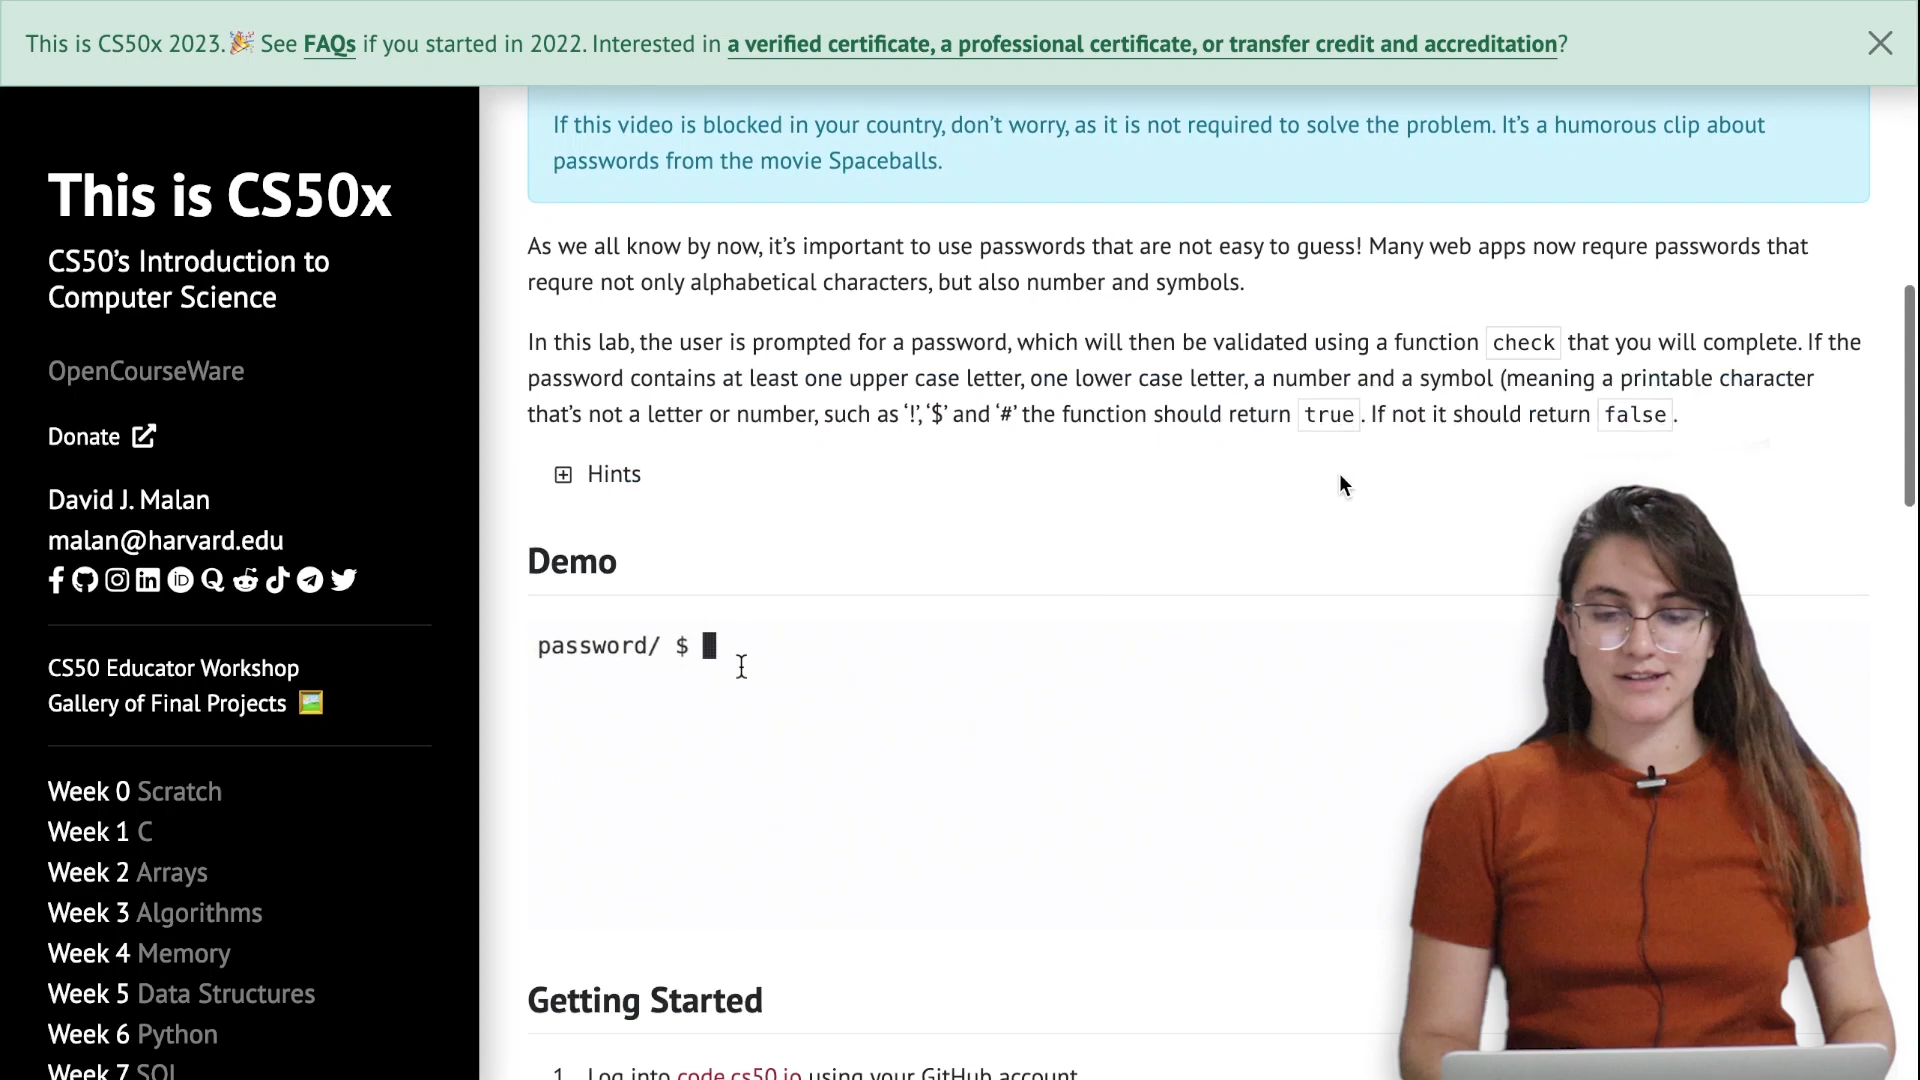 This is CS50x 2023.🎉 See FAQs if you started in 2022. Interested in a verified certificate, a professional certificate, or transfer credit and accreditation?
This is CS50x
CS50’s Introduction to
Computer Science
OpenCourseWare
Donate
David J. Malan
malan@harvard.edu
CS50 Educator Workshop
Gallery of Final Projects 🖼️
Week 0 Scratch
Week 1 C
Week 2 Arrays
Week 3 Algorithms
Week 4 Memory
Week 5 Data Structures
Week 6 Python
Week 7 SQL
If this video is blocked in your country, don’t worry, as it is not required to solve the problem. It’s a humorous clip about
passwords from the movie Spaceballs.
As we all know by now, it’s important to use passwords that are not easy to guess! Many web apps now requre passwords that
requre not only alphabetical characters, but also number and symbols.
In this lab, the user is prompted for a password, which will then be validated using a function check that you will complete. If the
password contains at least one upper case letter, one lower case letter, a number and a symbol (meaning a printable character
that’s not a letter or number, such as ‘!’, ‘$’ and ‘#’ the function should return true. If not it should return false.
Hints
Demo
password/ $
Getting Started
1. Log into code.cs50.io using your GitHub account